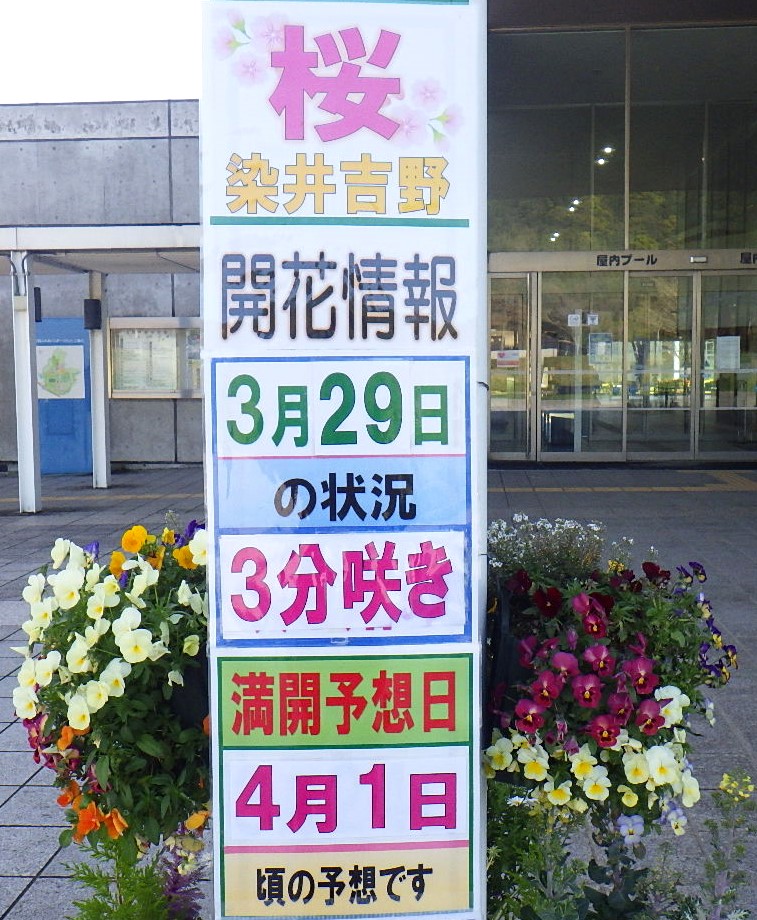 桜
染井吉野
開花情報
3月29日
の状況
3分咲き
満開予想日
4月1日
頃の予想です
屋内プール
屋内